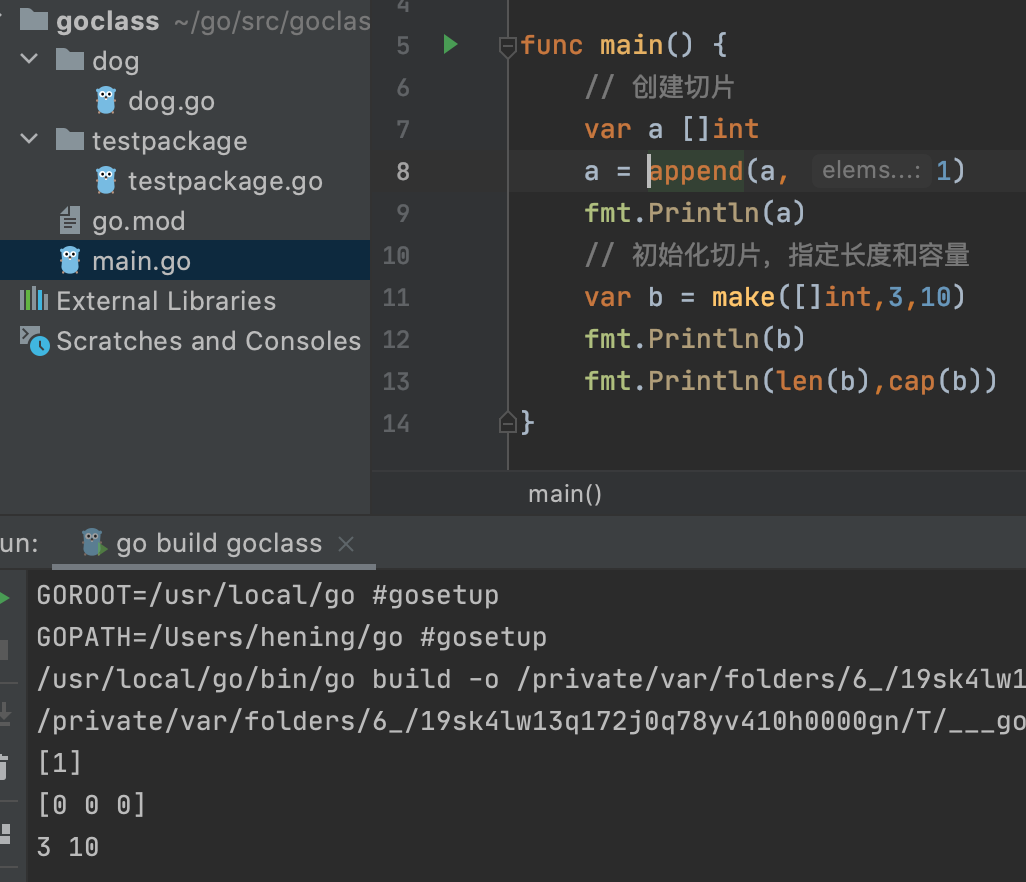 goclass ~/go/src/goclas
dog
dog.go
testpackage
testpackage.go
go.mod
main.go
External Libraries
Scratches and Consoles
4
5 func main() {
6 // 创建切片
7 var a []int
8 a = append(a, elems...: 1)
9 fmt.Println(a)
10 // 初始化切片，指定长度和容量
11 var b = make([]int,3,10)
12 fmt.Println(b)
13 fmt.Println(len(b),cap(b))
14 }
main()
un: go build goclass
GOROOT=/usr/local/go #gosetup
GOPATH=/Users/hening/go #gosetup
/usr/local/go/bin/go build -o /private/var/folders/6_/19sk4lw1
/private/var/folders/6_/19sk4lw13q172j0q78yv410h0000gn/T/___go
[1]
[0 0 0]
3 10